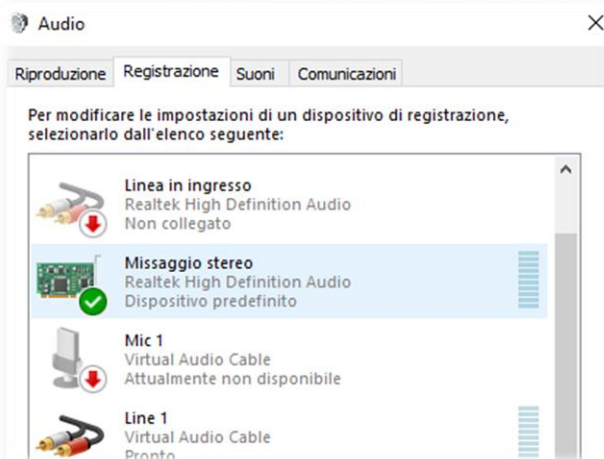 Audio
Riproduzione Registrazione Suoni Comunicazioni
Per modificare le impostazioni di un dispositivo di registrazione,
selezionarlo dall'elenco seguente:
Linea in ingresso
Realtek High Definition Audio
Non collegato
Missaggio stereo
Realtek High Definition Audio
Dispositivo predefinito
Mic 1
Virtual Audio Cable
Attualmente non disponibile
Line 1
Virtual Audio Cable
Pronto